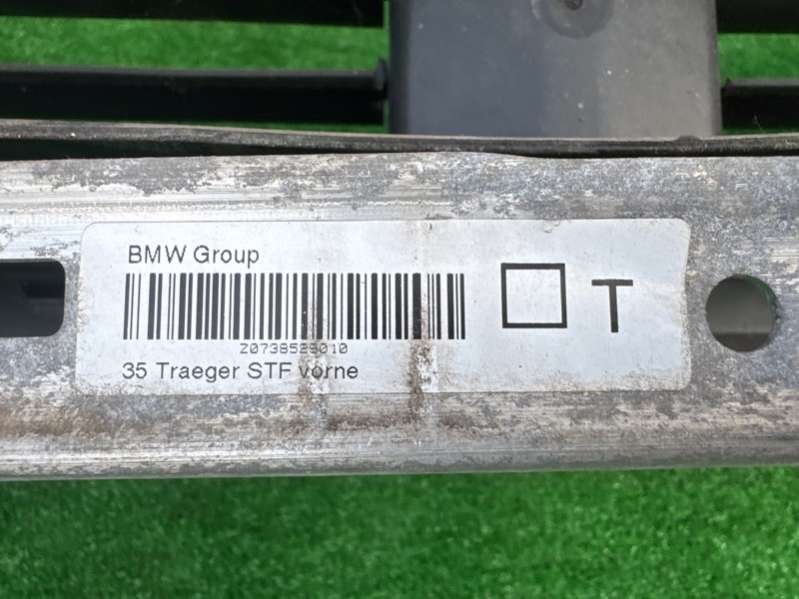 BMW Group
T
Z0738529010
35 Traeger STF vorne